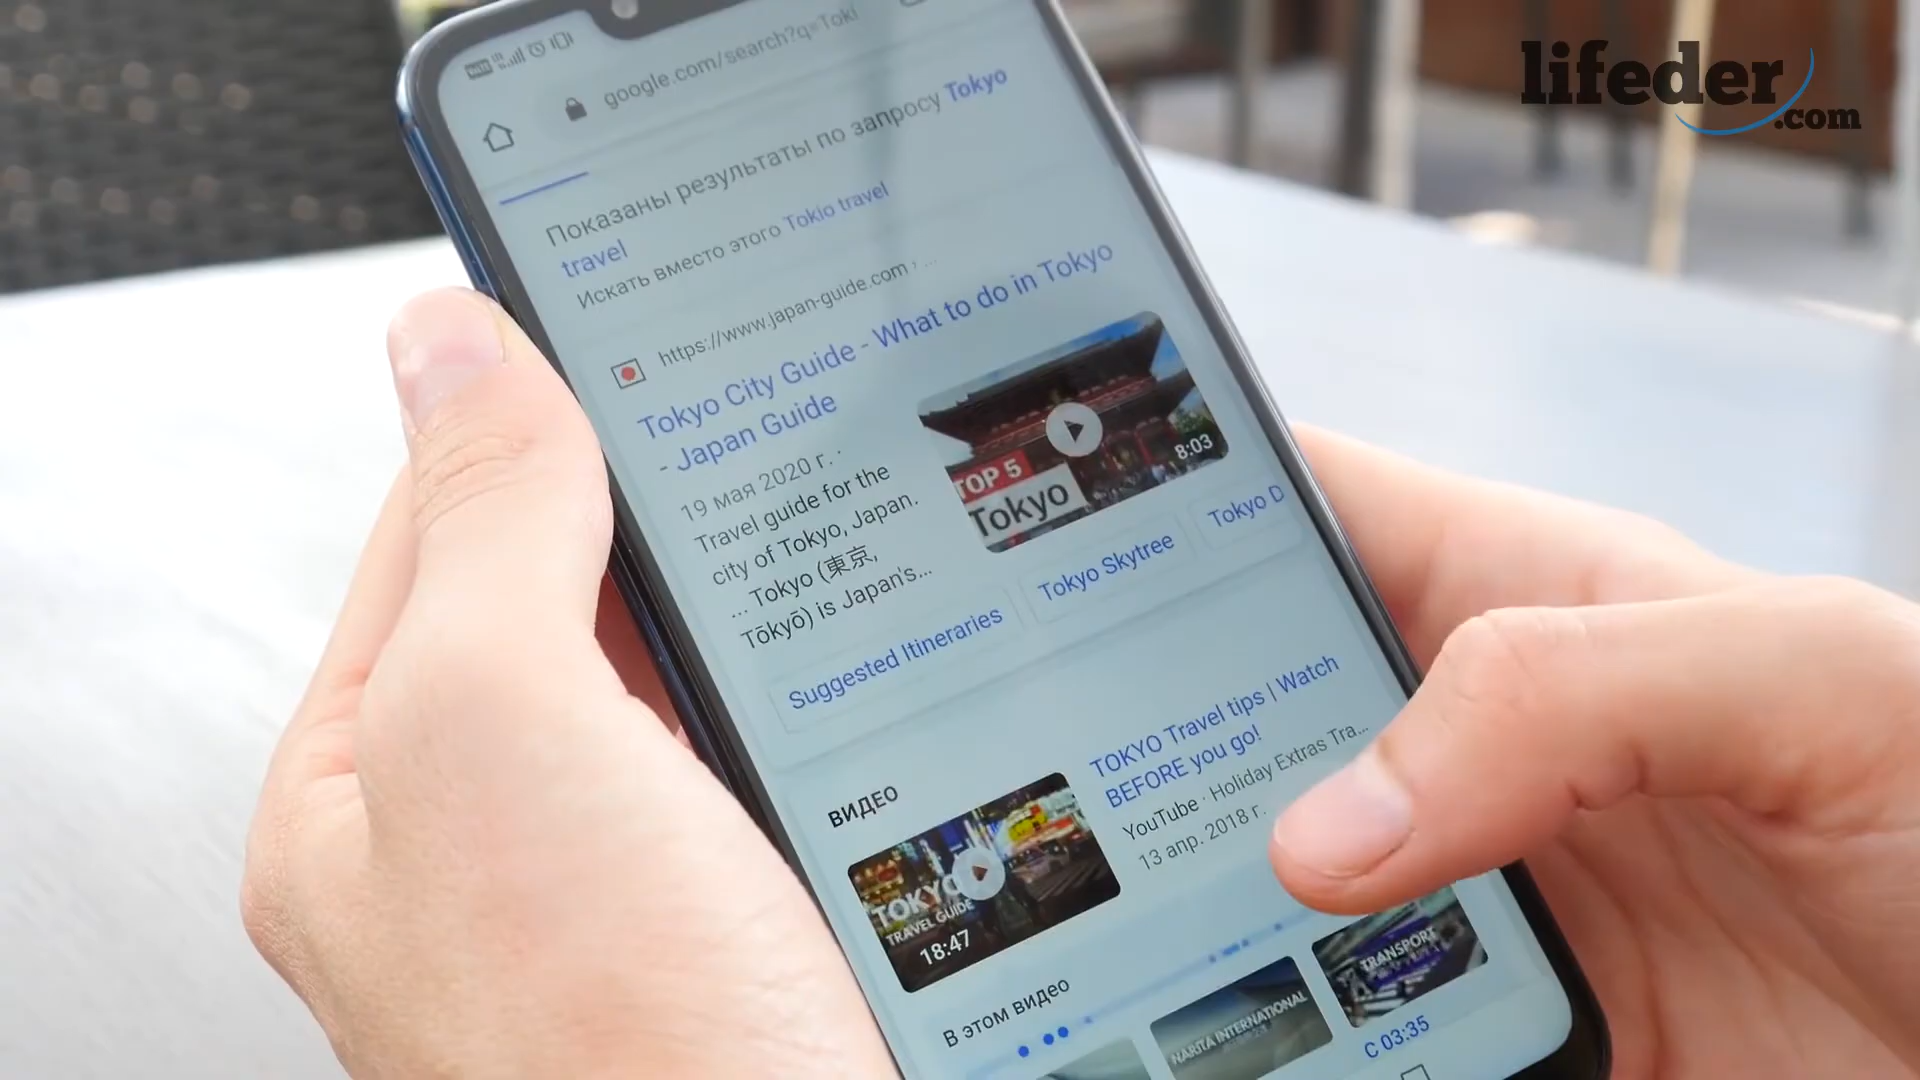 lifeder
.com
google.com/search?q=Toki
Показаны результаты по запросу Tokyo
travel
Искать вместо этого Tokio travel
https://www.japan-guide.com › ...
Tokyo City Guide - What to do in Tokyo
- Japan Guide
19 мая 2020 г. ·
Travel guide for the
city of Tokyo, Japan.
... Tokyo (東京,
Tōkyō) is Japan's...
TOP 5
Tokyo
8:03
Suggested Itineraries
Tokyo Skytree
Tokyo D
ВИДЕО
TOKYO Travel tips | Watch
BEFORE you go!
YouTube · Holiday Extras Tra...
13 апр. 2018 г.
TOKYO
TRAVEL GUIDE
18:47
В этом видео
NARITA INTERNATIONAL
TRANSPORT
С 03:35